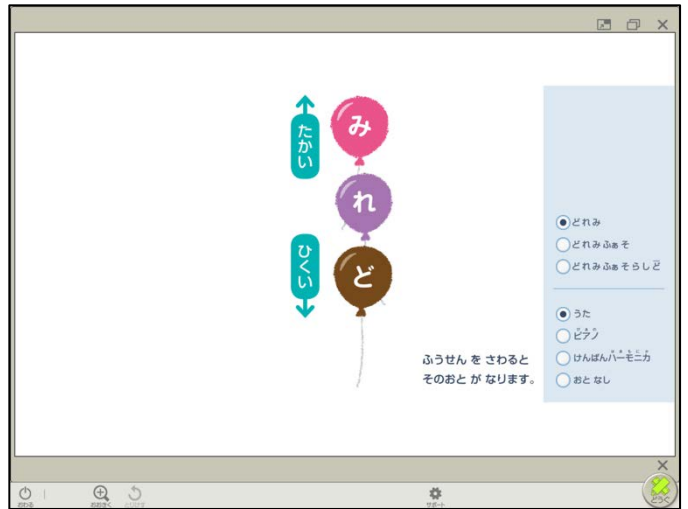 たかい
み
れ
ひくい
ど
ふうせん を さわると
そのおと が なります。
どれみ
どれみふぁそ
どれみふぁそらしど
うた
ピアノ
けんばんハーモニカ
おと なし
おわる
おおきく
サポート
どうぐ